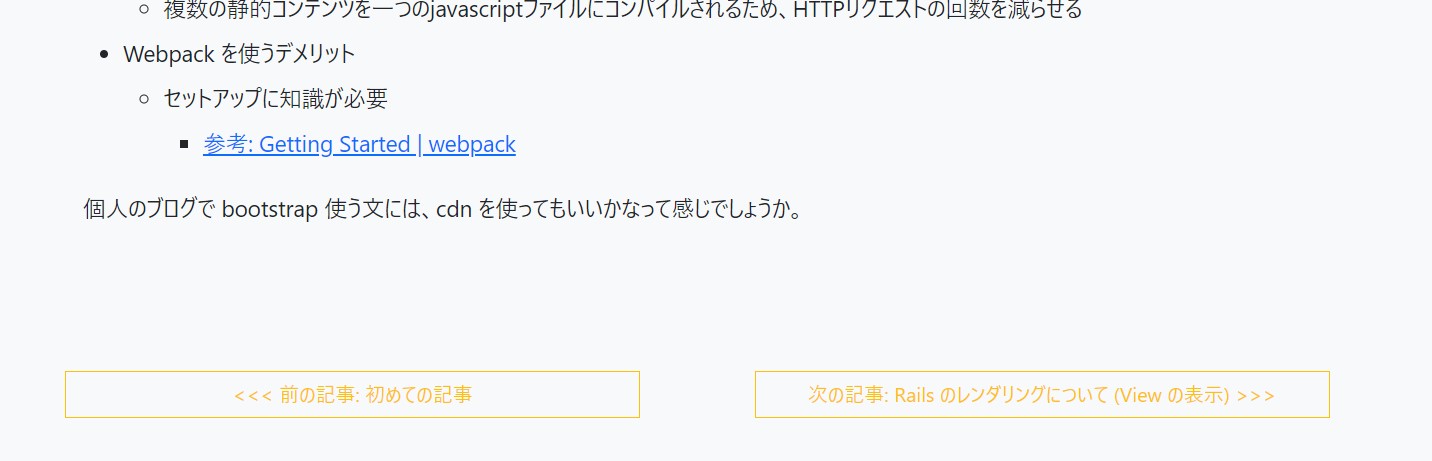 複数の静的コンテンツを一つのjavascriptファイルにコンパイルされるため、HTTPリクエストの回数を減らせる
Webpack を使うデメリット
セットアップに知識が必要
参考: Getting Started | webpack
個人のブログで bootstrap 使う文には、cdn を使ってもいいかなって感じでしょうか。
<<< 前の記事: 初めての記事
次の記事: Rails のレンダリングについて (View の表示) >>>